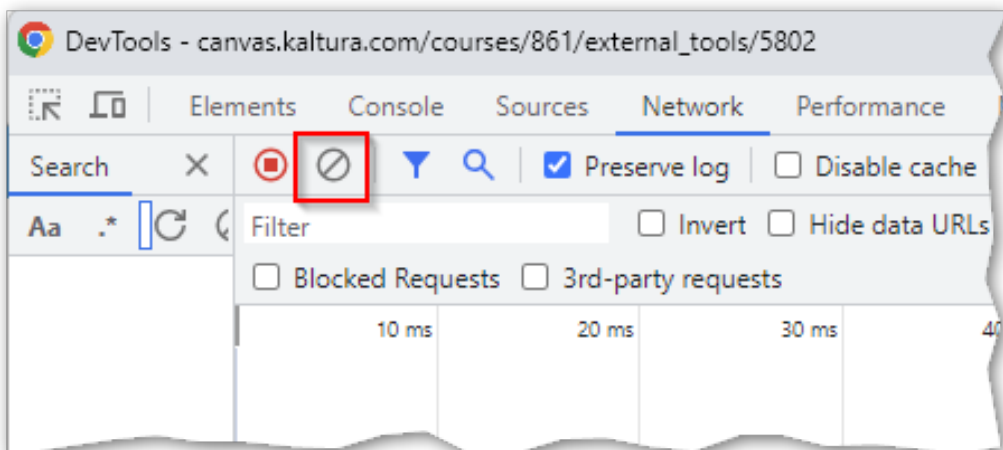 DevTools - canvas.kaltura.com/courses/861/external_tools/5802
Elements Console Sources Network Performance
Search Preserve log Disable cache
Aa .* Filter Invert Hide data URLs
Blocked Requests 3rd-party requests
10 ms 20 ms 30 ms